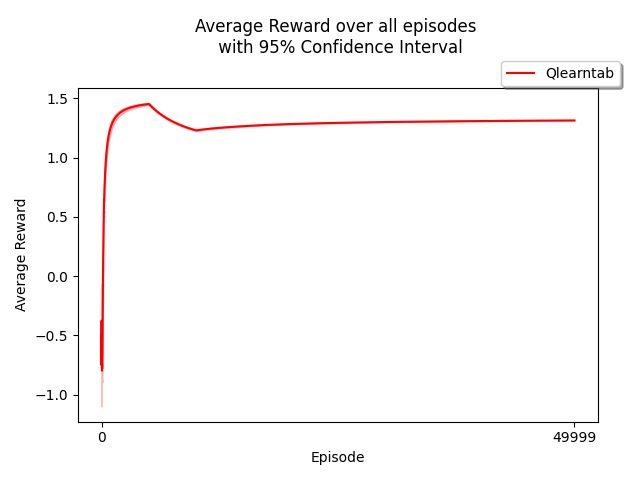 Average Reward over all episodes
with 95% Confidence Interval
Qlearntab
1.5
1.0
0.5
0.0
−0.5
−1.0
Average Reward
0
49999
Episode